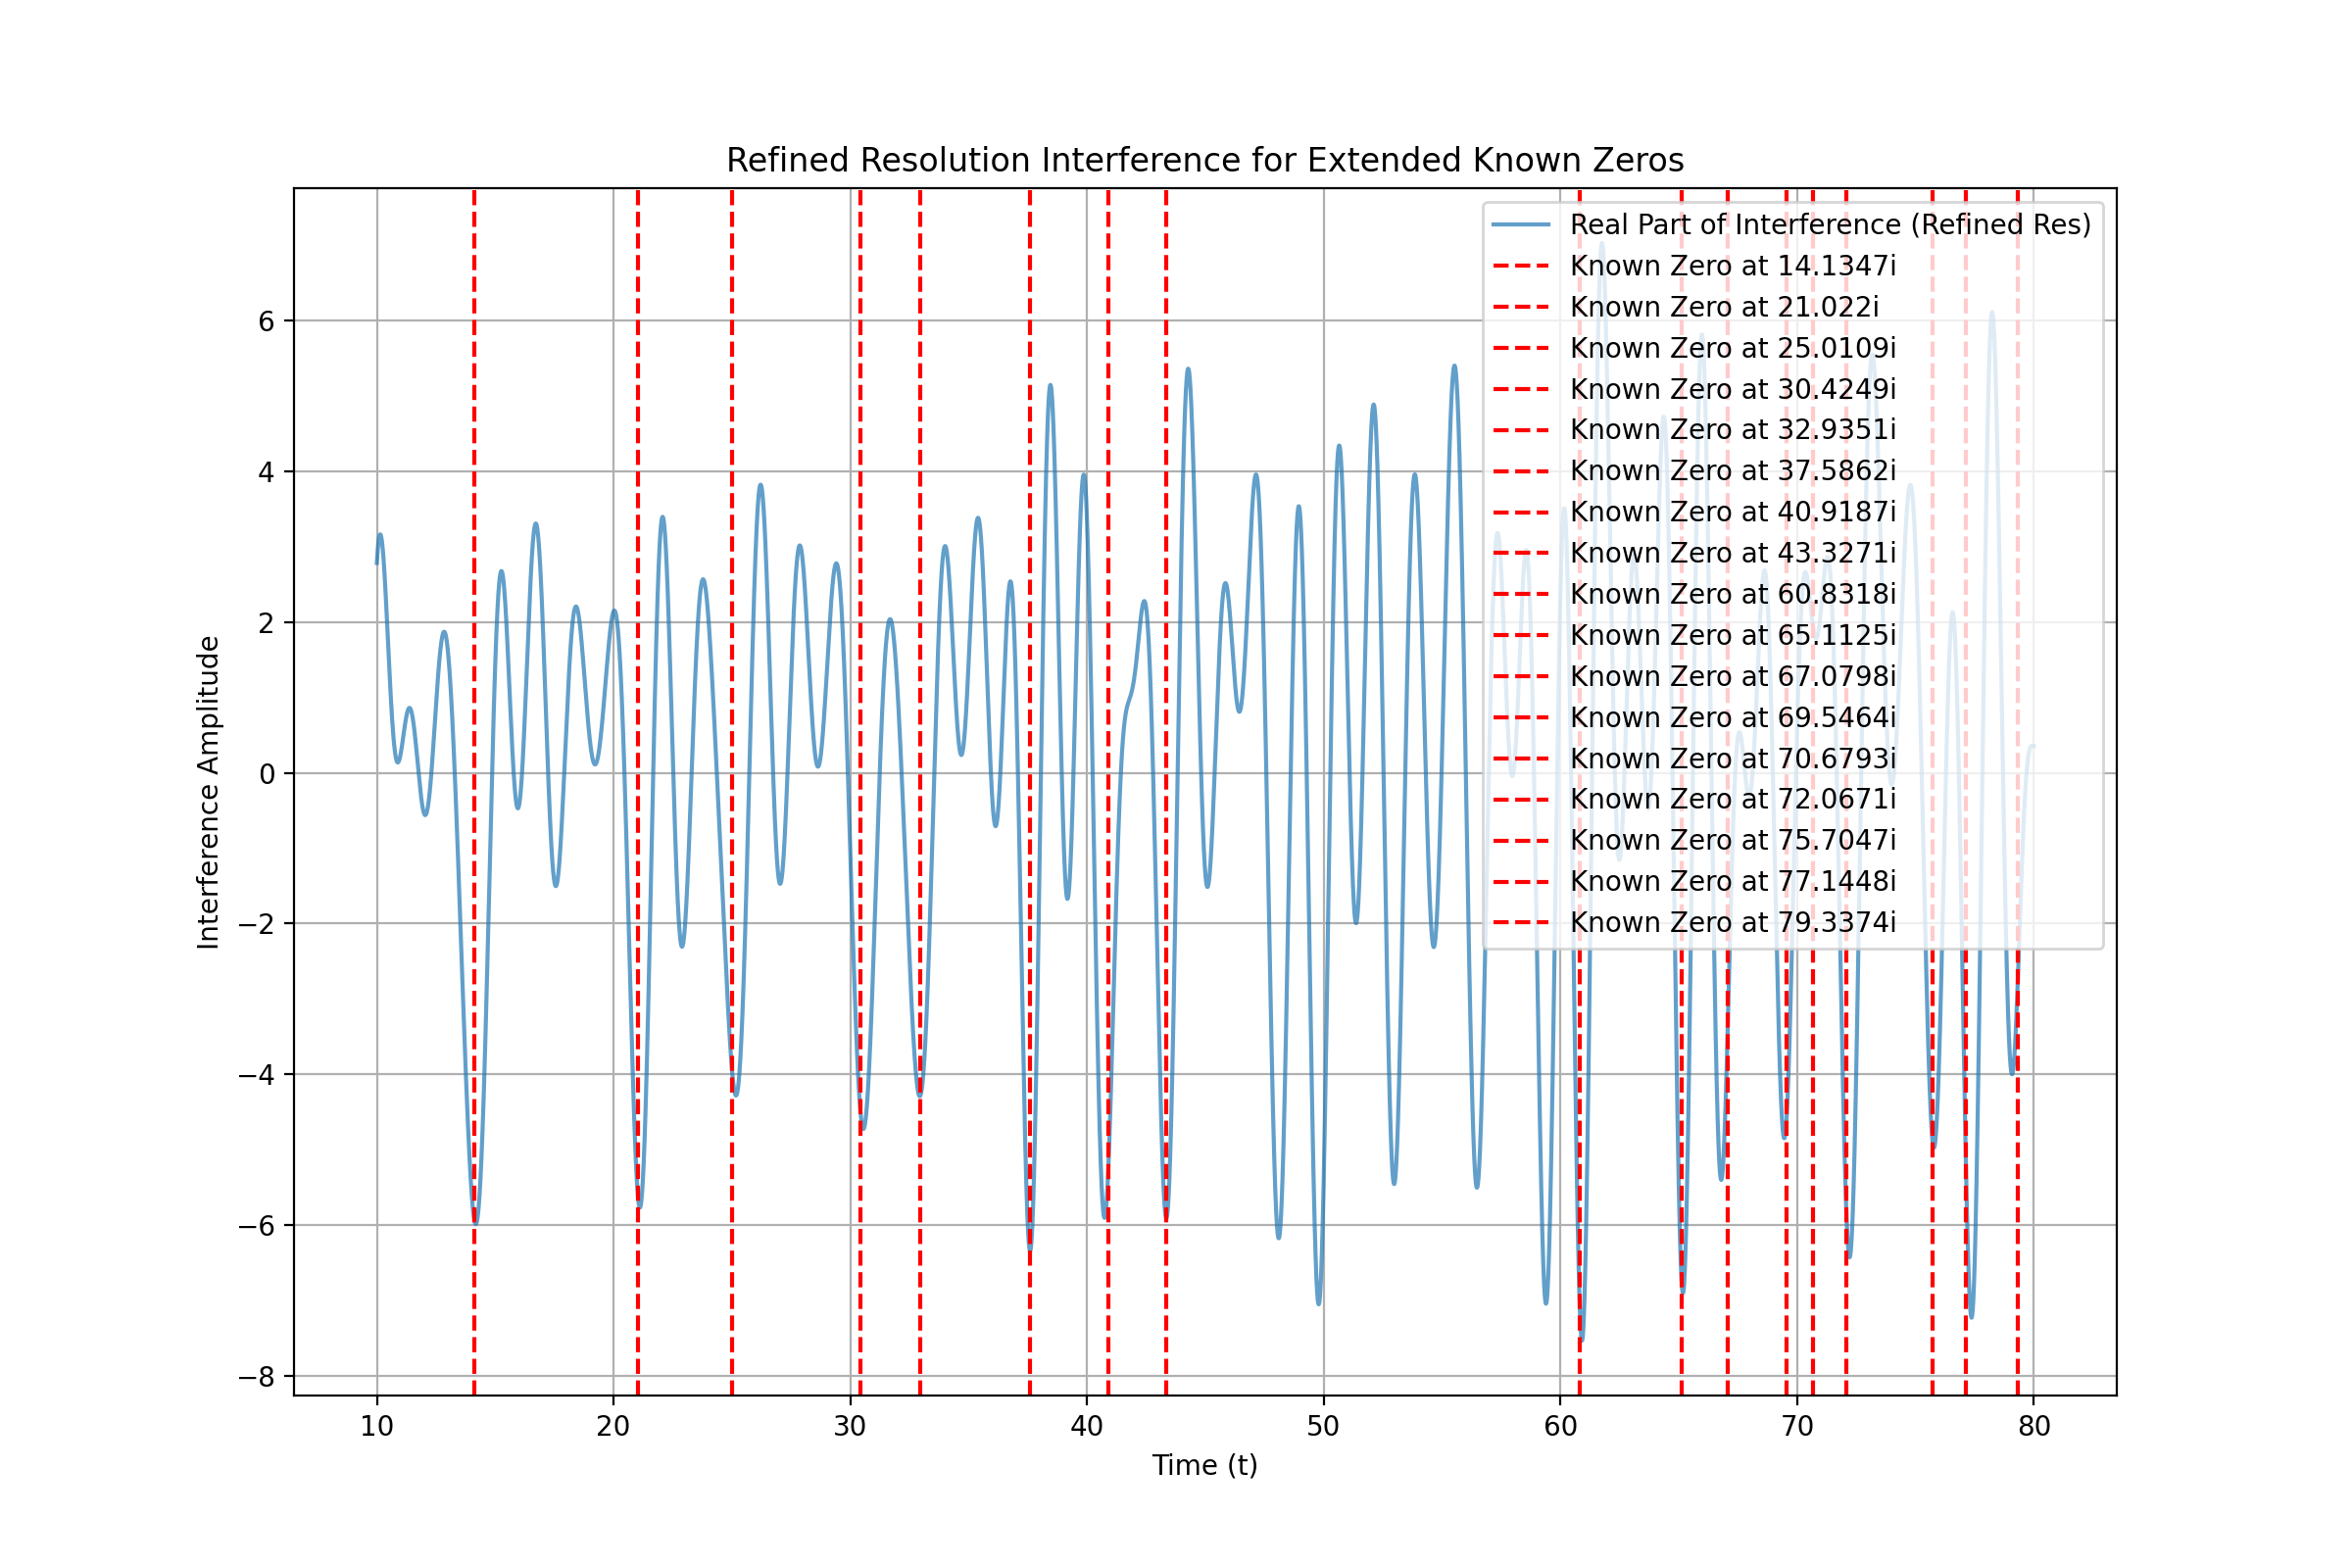 Refined Resolution Interference for Extended Known Zeros
Real Part of Interference (Refined Res)
Known Zero at 14.1347i
Known Zero at 21.022i
Known Zero at 25.0109i
Known Zero at 30.4249i
Known Zero at 32.9351i
Known Zero at 37.5862i
Known Zero at 40.9187i
Known Zero at 43.3271i
Known Zero at 60.8318i
Known Zero at 65.1125i
Known Zero at 67.0798i
Known Zero at 69.5464i
Known Zero at 70.6793i
Known Zero at 72.0671i
Known Zero at 75.7047i
Known Zero at 77.1448i
Known Zero at 79.3374i
Interference Amplitude
6
4
2
0
−2
−4
−6
−8
10 20 30 40 50 60 70 80
Time (t)